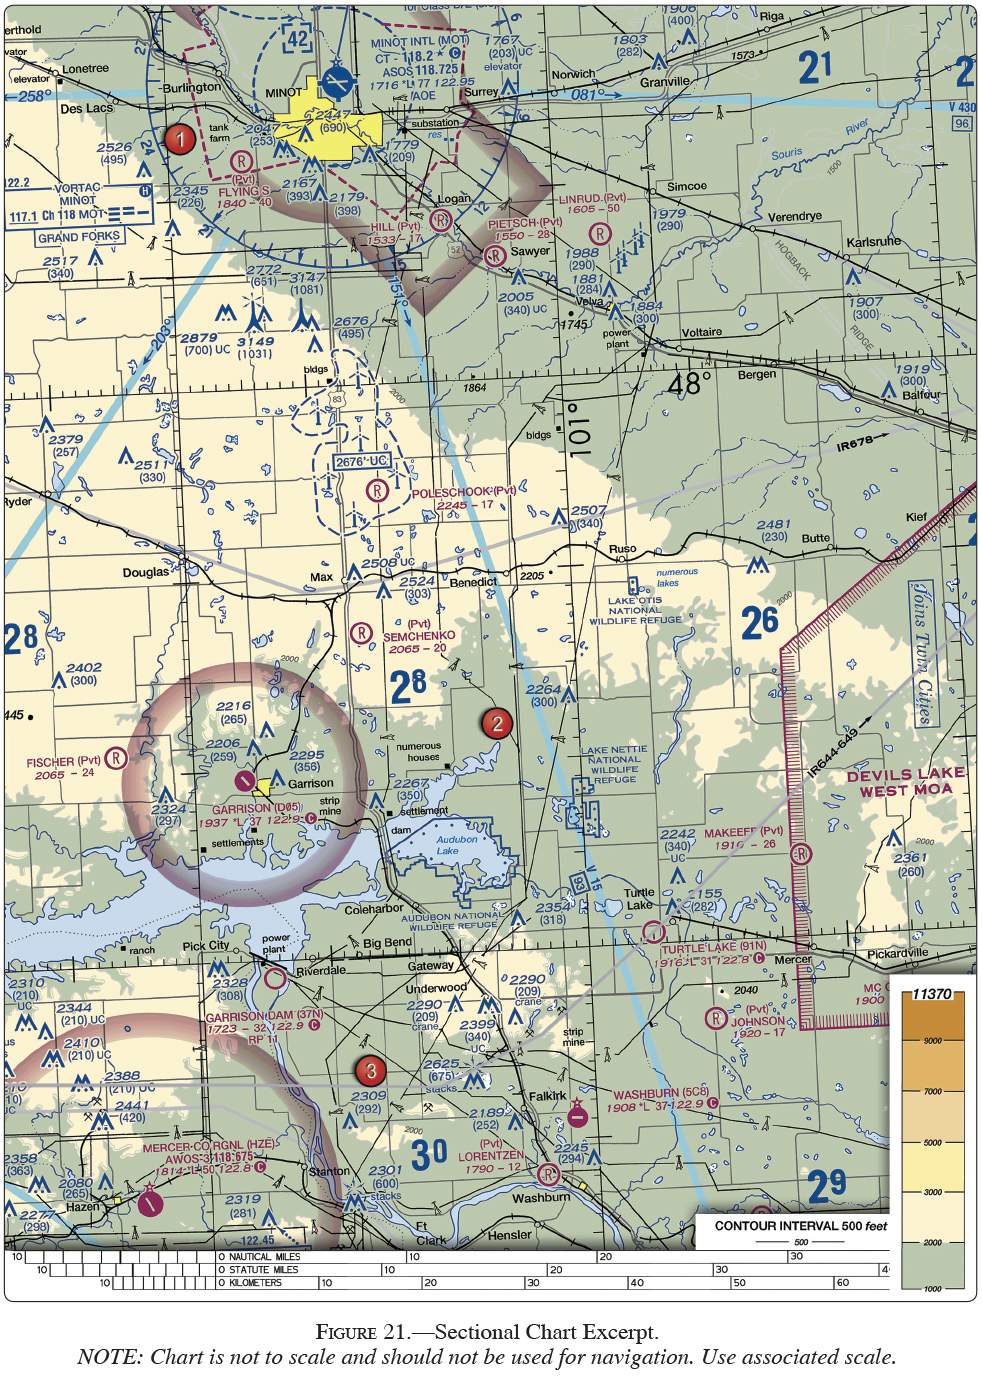 42
MINOT INTL (MOT)
CT - 118.2 * C
ASOS 118.725
1716 *L 77 122.95
/AOE
1767
(203) UC
elevator
Surrey
1906
(400)
Riga
1803
(282)
1573
Norwich
Granville
21
2
V 430
96
081°
erthold
vator
elevator
Lonetree
258°
Burlington
Des Lacs
24
21
12
15
MINOT
substation
res
1
tank
farm
2047
(253)
2447
(690)
1779
(209)
2526
(495)
R
(Pvt)
FLYING S
1840 - 40
2345
(226)
2167
(393)
2179
(398)
122.2
VORTAC
MINOT
117.1 Ch 118 MOT
H
GRAND FORKS
2517
(340)
Logan
HILL (Pvt)
1533 - 17
R
52
PIETSCH (Pvt)
1550 - 28
R
Sawyer
LINRUD (Pvt)
1605 - 50
R
Souris
River
1500
Simcoe
1979
(290)
Verendrye
Karlsruhe
HOGBACK
RIDGE
1988
(290)
1881
(284)
2005
(340) UC
Velva
1884
(300)
1745
power
plant
Voltaire
1907
(300)
151°
203°
2772
(651)
3147
(1081)
2879
(700) UC
3149
(1031)
2676
(495)
bldgs
83
2000
1864
48°
101°
bldgs
Bergen
1919
(300)
Balfour
IR678
2379
(257)
2511
(330)
2676' UC
R
POLESCHOOK (Pvt)
2245 - 17
2507
(340)
Ryder
Kief
2481
(230)
Butte
Ruso
Douglas
Max
2508 UC
2524
(303)
Benedict
2205
numerous
lakes
LAKE OTIS
NATIONAL
WILDLIFE REFUGE
26
2000
Joins Twin Cities
28
R
(Pvt)
SEMCHENKO
2065 - 20
2402
(300)
2000
28
2264
(300)
445
2216
(265)
2
FISCHER (Pvt)
2065 - 24
R
2206
(259)
2295
(356)
Garrison
numerous
houses
LAKE NETTIE
NATIONAL
WILDLIFE
REFUGE
IR644-649
DEVILS LAKE
WEST MOA
2324
(297)
GARRISON (D05)
1937 *L 37 122.9 C
strip
mine
settlements
2267
(350)
settlement
dam
Audubon
Lake
2242
(340)
UC
MAKEEFF (Pvt)
1910 - 26
R
2361
(260)
2000
93
V 15
Turtle
Lake
2155
(282)
Coleharbor
AUDUBON NATIONAL
WILDLIFE REFUGE
2354
(318)
TURTLE LAKE (91N)
1916 *L 31 122.8 C
Mercer
Pickardville
ranch
Pick City
power
plant
Riverdale
Big Bend
Gateway
2310
(210)
UC
2328
(308)
Underwood
2290
(209)
crane
2290
(209)
crane
2040
R
(Pvt)
JOHNSON
1920 - 17
MC C
1900
2344
(210) UC
GARRISON DAM (37N)
1723 - 32 122.9 C
RP 11
2399
(340)
UC
strip
mine
2410
(210) UC
3
2625
(675)
stacks
2388
(210) UC
2309
(292)
Falkirk
WASHBURN (5C8)
1908 *L 37 122.9 C
2441
(420)
2000
2189
(252)
MERCER CO RGNL (HZE)
AWOS-3 118.675
1814 *L 50 122.8 C
30
(Pvt)
LORENTZEN
1790 - 12
R
2245
(294)
29
2358
(363)
2080
(265)
Stanton
2301
(600)
stacks
Washburn
Hazen
2277
(298)
2319
(281)
122.45
Ft
Clark
Hensler
11370
9000
7000
5000
3000
2000
1000
CONTOUR INTERVAL 500 feet
500
10 0 NAUTICAL MILES 10 20 30
10 0 STATUTE MILES 10 20 30 4
10 0 KILOMETERS 10 20 30 40 50 60
FIGURE 21.—Sectional Chart Excerpt.
NOTE: Chart is not to scale and should not be used for navigation. Use associated scale.